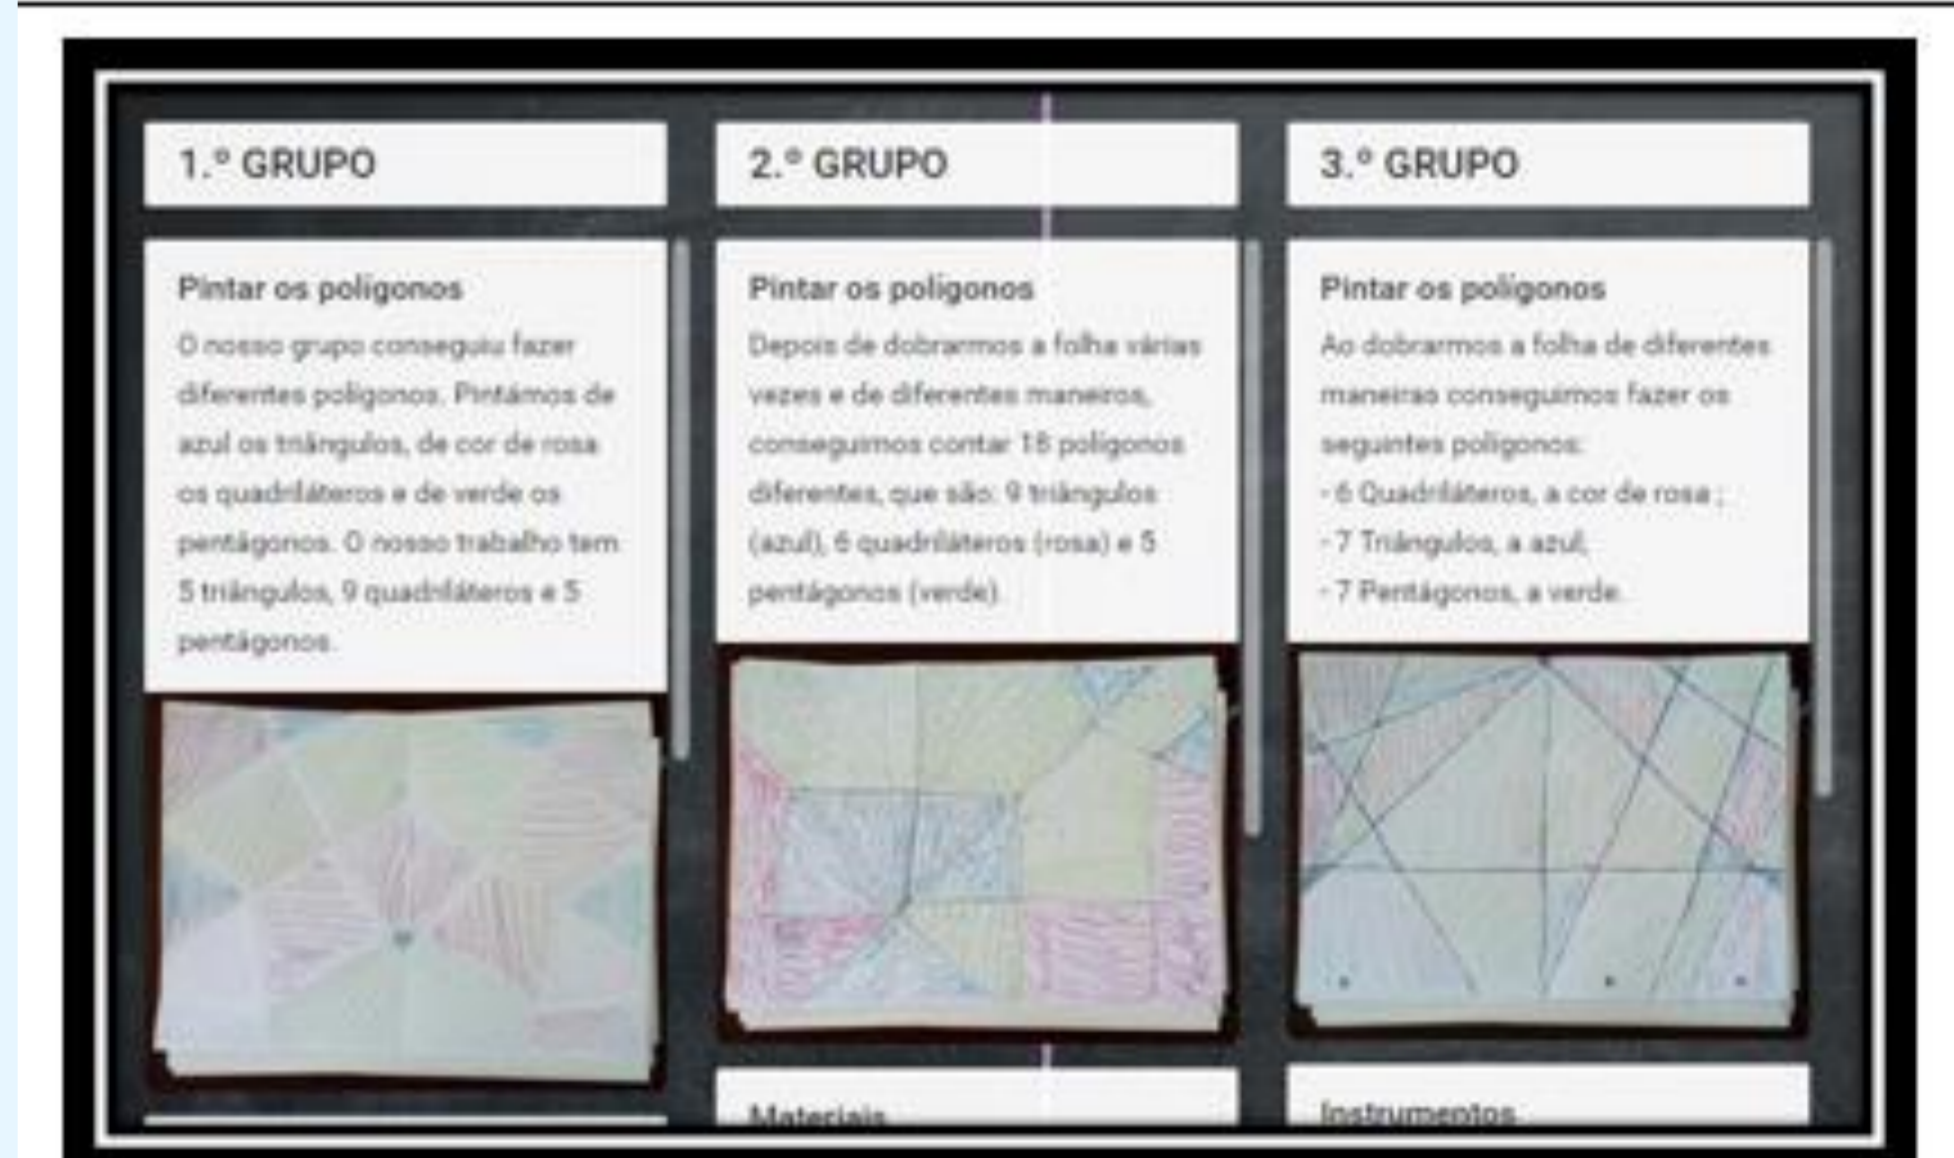 1.º GRUPO
Pintar os polígonos
O nosso grupo conseguiu fazer
diferentes polígonos. Pintámos de
azul os triângulos, de cor de rosa
os quadriláteros e de verde os
pentágonos. O nosso trabalho tem
5 triângulos, 9 quadriláteros e 5
pentágonos.
2.º GRUPO
Pintar os polígonos
Depois de dobrarmos a folha várias
vezes e de diferentes maneiros,
conseguimos contar 18 polígonos
diferentes, que são: 9 triângulos
(azul), 6 quadriláteros (rosa) e 5
pentágonos (verde).
Materiais
3.º GRUPO
Pintar os polígonos
Ao dobrarmos a folha de diferentes
maneiras conseguimos fazer os
seguintes polígonos:
- 6 Quadriláteros, a cor de rosa ;
- 7 Triângulos, a azul;
- 7 Pentágonos, a verde.
Instrumentos